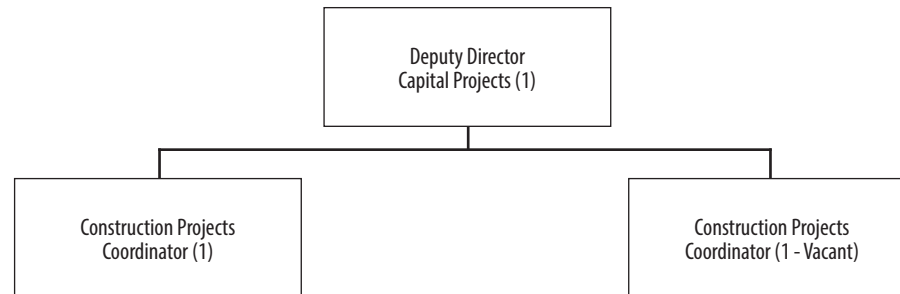 Deputy Director
Capital Projects (1)
Construction Projects
Coordinator (1)
Construction Projects
Coordinator (1 - Vacant)